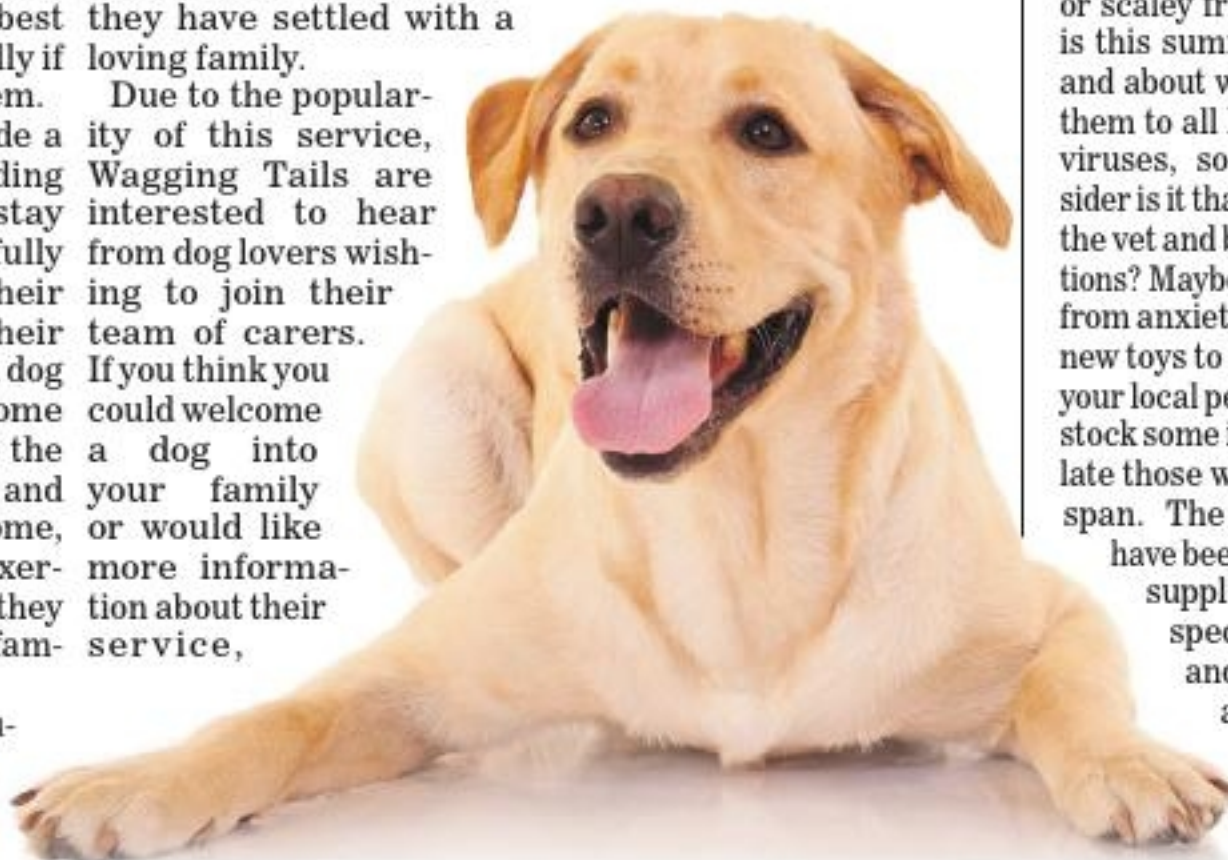 best
lly if
em.
de a
ding
stay
fully
heir
heir
dog
ome
the
and
ome,
xer-
they
fam-
they have settled with a
loving family.
Due to the popular-
ity of this service,
Wagging Tails are
interested to hear
from dog lovers wish-
ing to join their
team of carers.
If you think you
could welcome
a dog into
your family
or would like
more informa-
tion about their
service,
or scaley fr
is this sum
and about w
them to all
viruses, so
sider is it tha
the vet and b
tions? Mayb
from anxiet
new toys to
your local pe
stock some i
late those w
span. The
have bee
suppl
spec
and
a